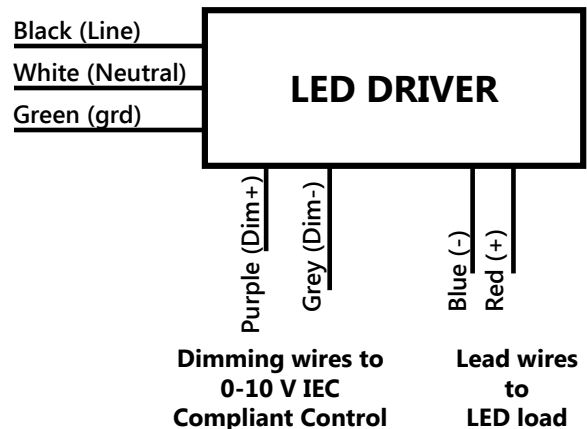 Black (Line)
White (Neutral)
Green (grd)
LED DRIVER
Purple (Dim+)
Grey (Dim-)
Blue (-)
Red (+)
Dimming wires to
0-10 V IEC
Compliant Control
Lead wires
to
LED load